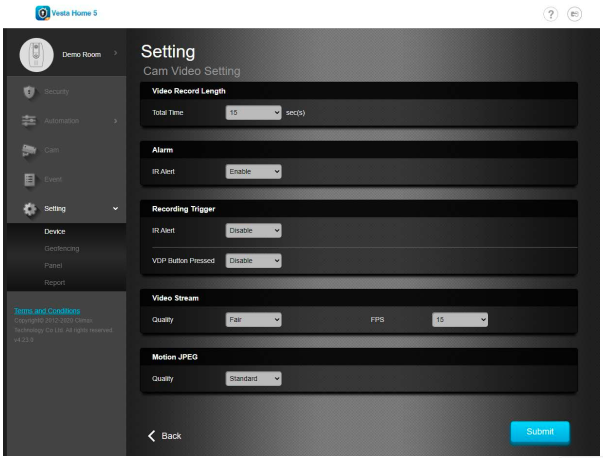 Vesta Home 5
?
Demo Room
Setting
Cam Video Setting
Security
Automation
Cam
Event
Setting
Device
Geofencing
Panel
Report
Terms and Conditions
Copyright© 2012-2020 Climax
Technology Co Ltd. All rights reserved
Video Record Length
Total Time 15 sec(s)
Alarm
IR Alert Enable
Recording Trigger
IR Alert Disable
VDP Button Pressed Disable
Video Stream
Quality Fair FPS 15
Motion JPEG
Quality Standard
Back
Submit